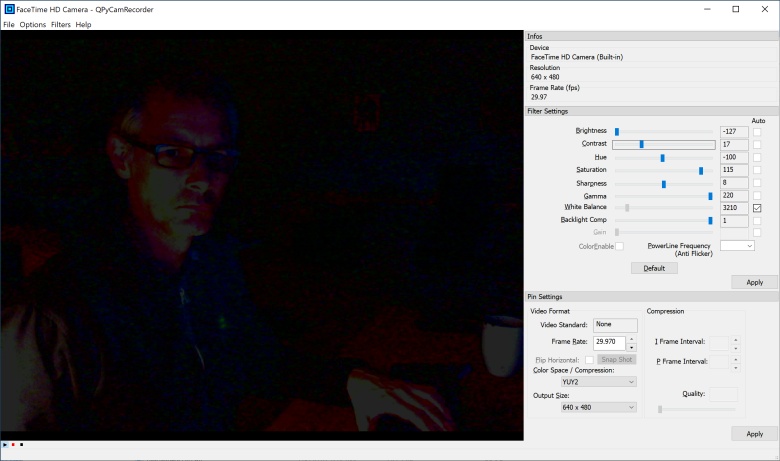 FaceTime HD Camera - QPyCamRecorder
File Options Filters Help
Infos
Device
FaceTime HD Camera (Built-in)
Resolution
640 x 480
Frame Rate (fps)
29.97
Filter Settings
Auto
Brightness -127
Contrast 17
Hue -100
Saturation 115
Sharpness 8
Gamma 220
White Balance 3210
Backlight Comp 1
Gain
ColorEnable PowerLine Frequency
(Anti Flicker)
Default
Apply
Pin Settings
Video Format
Video Standard: None
Frame Rate: 29.970
Flip Horizontal: Snap Shot
Color Space / Compression:
YUY2
Output Size:
640 x 480
Compression
I Frame Interval:
P Frame Interval:
Quality:
Apply